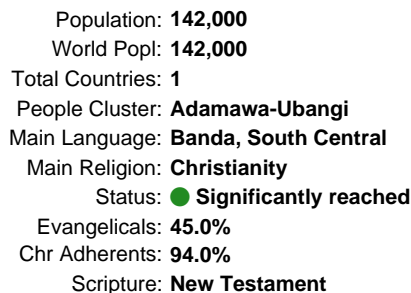 Population: 142,000
World Popl: 142,000
Total Countries: 1
People Cluster: Adamawa-Ubangi
Main Language: Banda, South Central
Main Religion: Christianity
Status: Significantly reached
Evangelicals: 45.0%
Chr Adherents: 94.0%
Scripture: New Testament